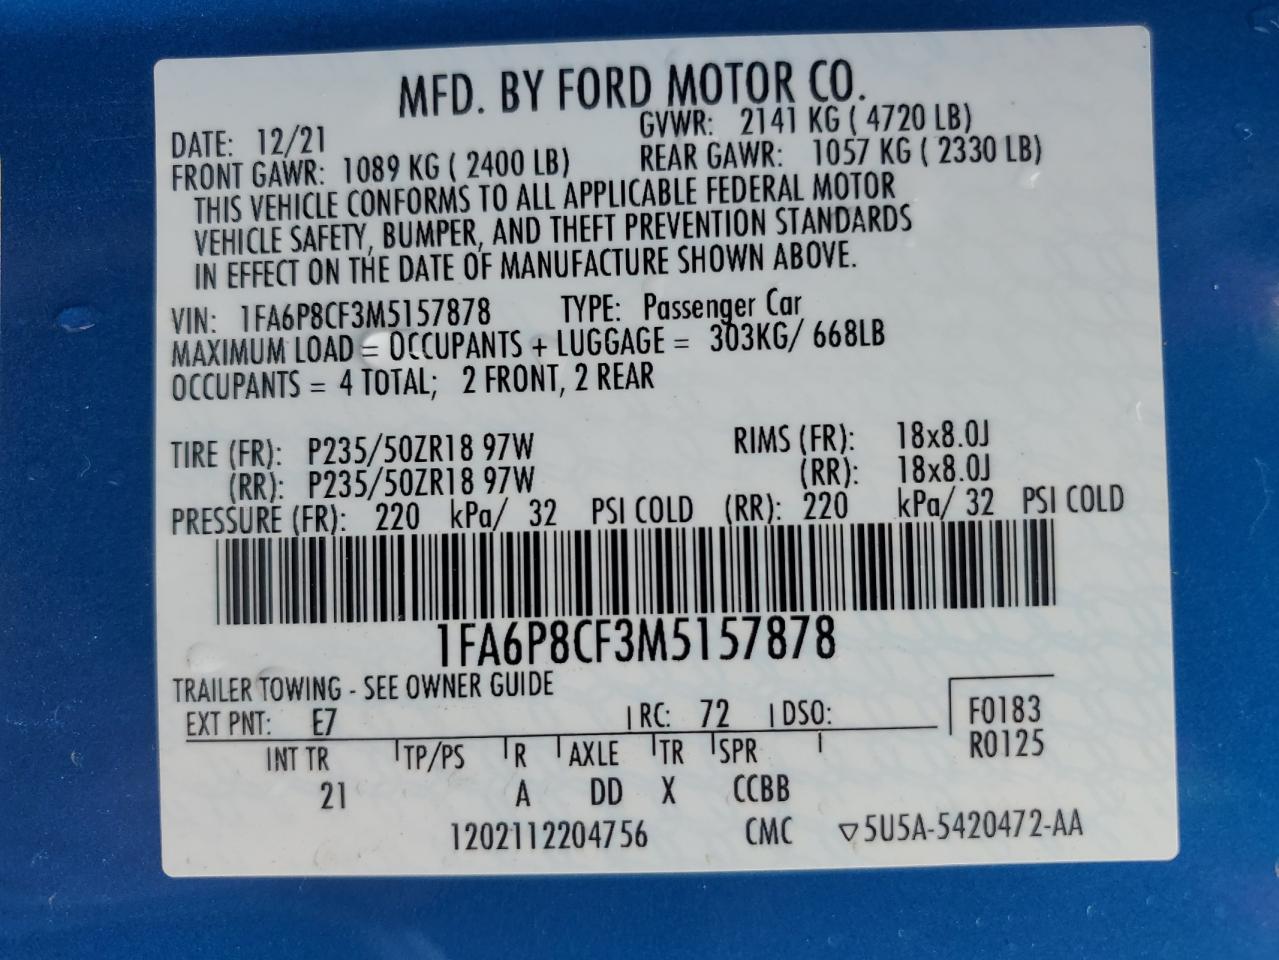 MFD. BY FORD MOTOR CO.
DATE: 12/21 GVWR: 2141 KG ( 4720 LB)
FRONT GAWR: 1089 KG ( 2400 LB) REAR GAWR: 1057 KG ( 2330 LB)
THIS VEHICLE CONFORMS TO ALL APPLICABLE FEDERAL MOTOR
VEHICLE SAFETY, BUMPER, AND THEFT PREVENTION STANDARDS
IN EFFECT ON THE DATE OF MANUFACTURE SHOWN ABOVE.
VIN: 1FA6P8CF3M5157878 TYPE: Passenger Car
MAXIMUM LOAD = OCCUPANTS + LUGGAGE = 303KG/ 668LB
OCCUPANTS = 4 TOTAL; 2 FRONT, 2 REAR
TIRE (FR): P235/50ZR18 97W RIMS (FR): 18x8.0J
(RR): P235/50ZR18 97W (RR): 18x8.0J
PRESSURE (FR): 220 kPa/ 32 PSI COLD (RR): 220 kPa/ 32 PSI COLD
1FA6P8CF3M5157878
TRAILER TOWING - SEE OWNER GUIDE
EXT PNT: E7 RC: 72 DSO: F0183
INT TR TP/PS R AXLE TR SPR R0125
21 A DD X CCBB
1202112204756 CMC ▽5U5A-5420472-AA